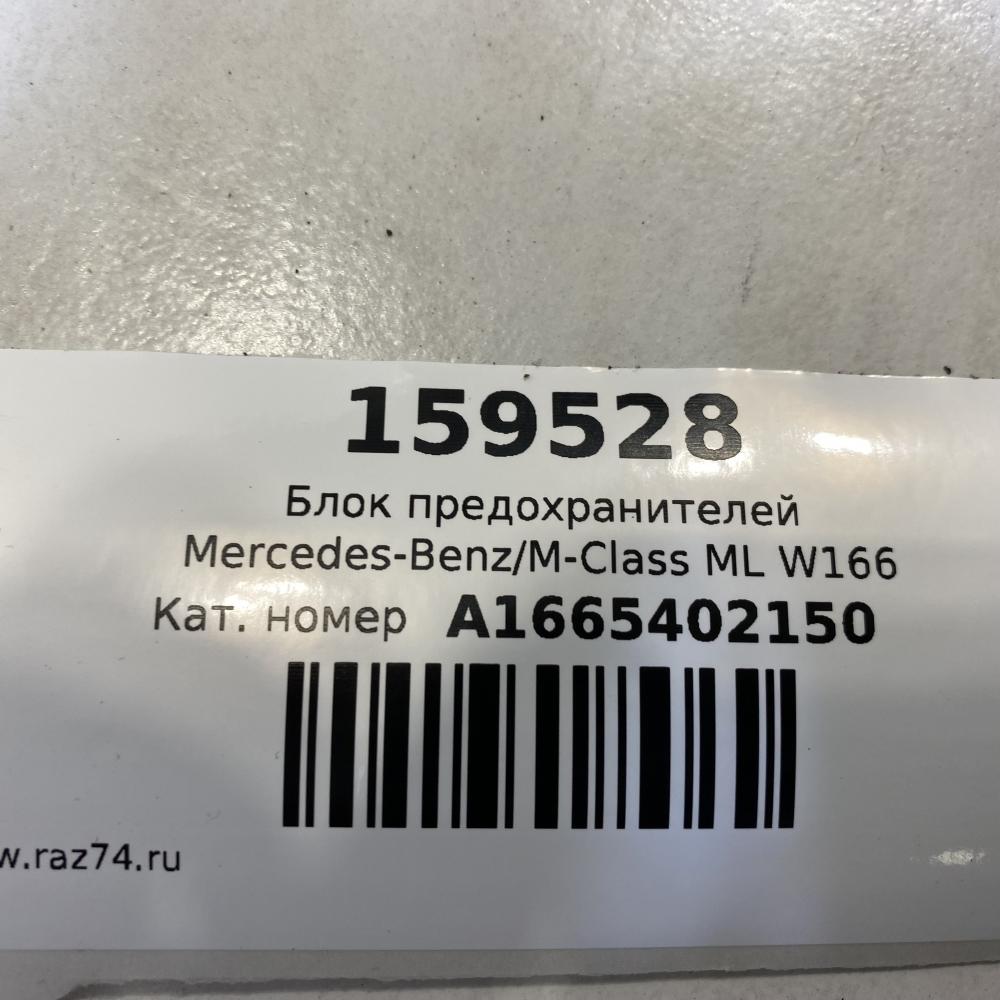 159528
Блок предохранителей
Mercedes-Benz/M-Class ML W166
Кат. номер A1665402150
w.raz74.ru